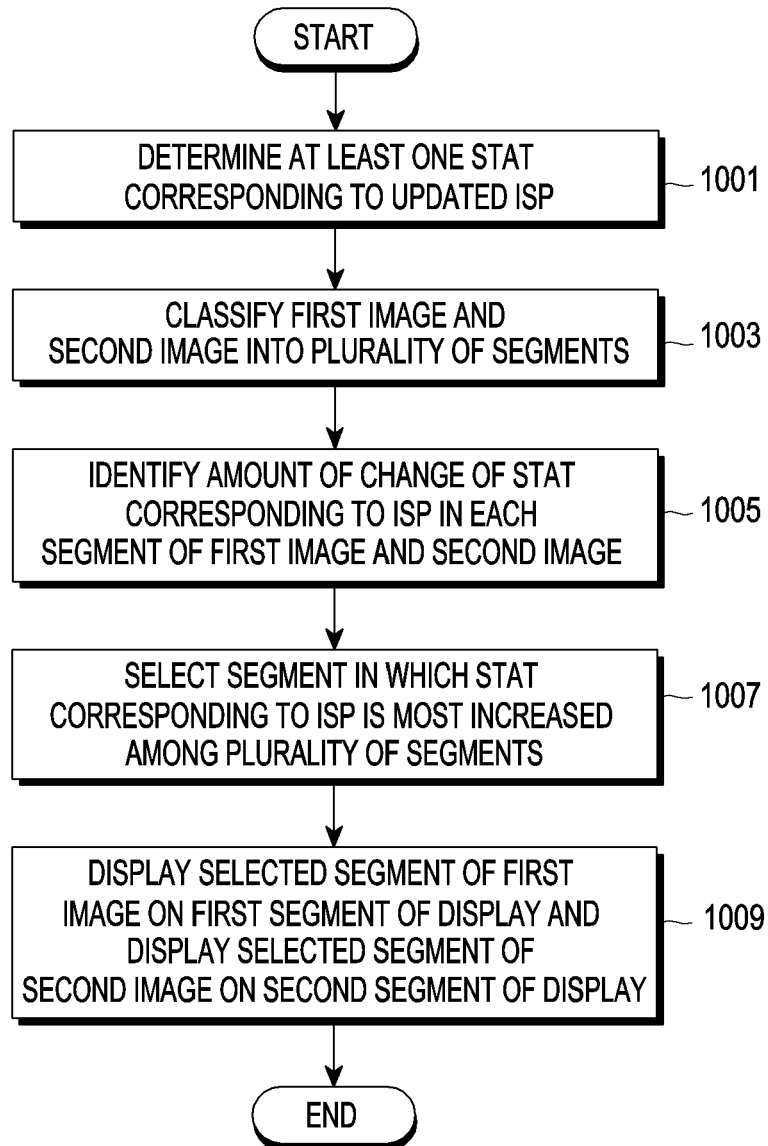 START
DETERMINE AT LEAST ONE STAT
CORRESPONDING TO UPDATED ISP
1001
CLASSIFY FIRST IMAGE AND
SECOND IMAGE INTO PLURALITY OF SEGMENTS
1003
IDENTIFY AMOUNT OF CHANGE OF STAT
CORRESPONDING TO ISP IN EACH
SEGMENT OF FIRST IMAGE AND SECOND IMAGE
1005
SELECT SEGMENT IN WHICH STAT
CORRESPONDING TO ISP IS MOST INCREASED
AMONG PLURALITY OF SEGMENTS
1007
DISPLAY SELECTED SEGMENT OF FIRST
IMAGE ON FIRST SEGMENT OF DISPLAY AND
DISPLAY SELECTED SEGMENT OF
SECOND IMAGE ON SECOND SEGMENT OF DISPLAY
1009
END